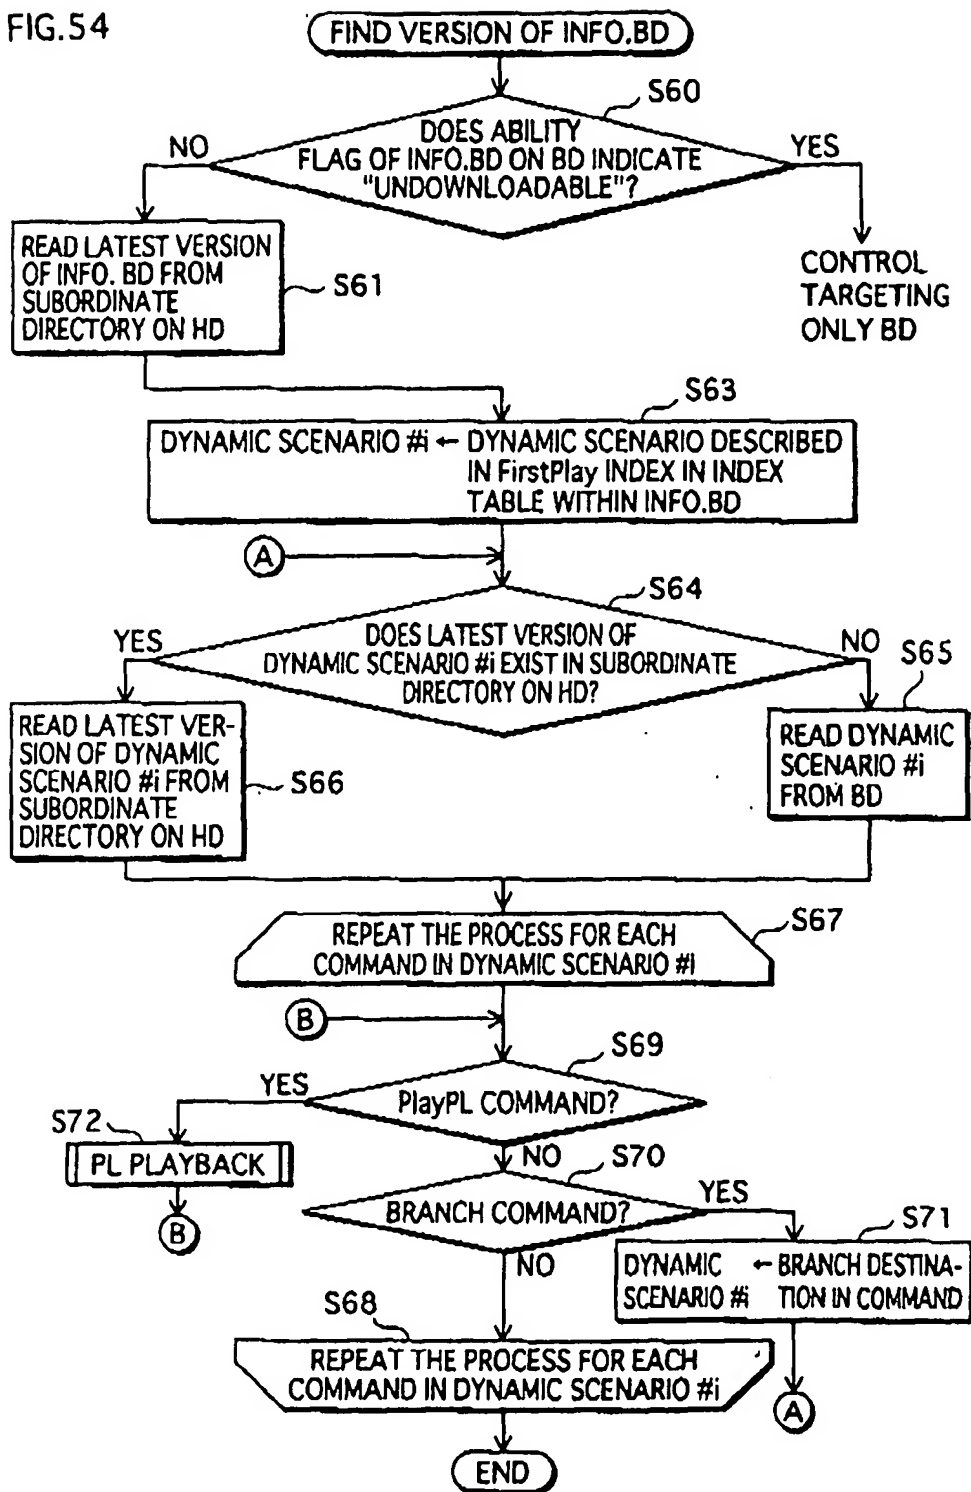 FIG.54
FIND VERSION OF INFO.BD
S60
DOES ABILITY
FLAG OF INFO.BD ON BD INDICATE
"UNDOWNLOADABLE"?
NO
YES
READ LATEST VERSION
OF INFO. BD FROM
SUBORDINATE
DIRECTORY ON HD
S61
CONTROL
TARGETING
ONLY BD
S63
DYNAMIC SCENARIO #i ← DYNAMIC SCENARIO DESCRIBED
IN FirstPlay INDEX IN INDEX
TABLE WITHIN INFO.BD
A
S64
DOES LATEST VERSION OF
DYNAMIC SCENARIO #i EXIST IN SUBORDINATE
DIRECTORY ON HD?
YES
NO
S65
READ LATEST VER-
SION OF DYNAMIC
SCENARIO #i FROM
SUBORDINATE
DIRECTORY ON HD
S66
READ DYNAMIC
SCENARIO #i
FROM BD
S67
REPEAT THE PROCESS FOR EACH
COMMAND IN DYNAMIC SCENARIO #i
B
S69
PlayPL COMMAND?
YES
S72
PL PLAYBACK
B
NO
S70
BRANCH COMMAND?
YES
S71
DYNAMIC ← BRANCH DESTINA-
SCENARIO #i TION IN COMMAND
A
NO
S68
REPEAT THE PROCESS FOR EACH
COMMAND IN DYNAMIC SCENARIO #i
END